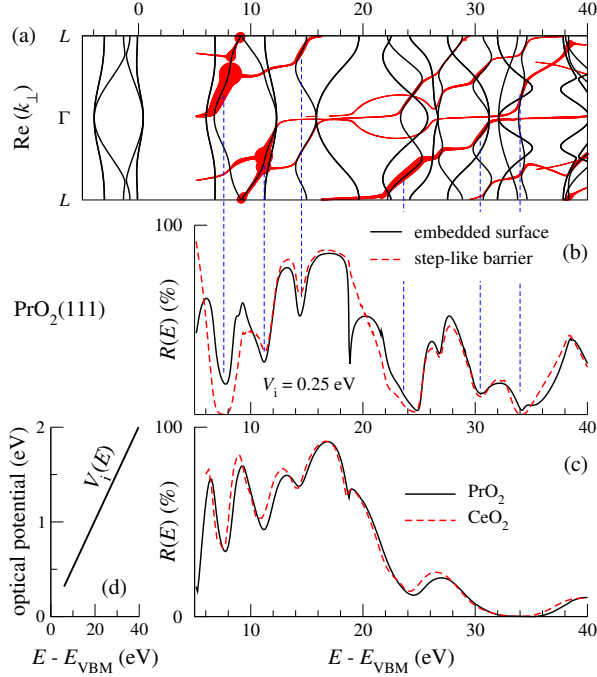 0 10 20 30 40
(a)
L
Γ
L
Re (k⊥)
100
embedded surface
step-like barrier
(b)
PrO2(111)
R(E) (%)
Vi = 0.25 eV
0 10 20 30 40
2
1
0
optical potential (eV)
Vi(E)
(d)
0 20 40
E - EVBM (eV)
100
0
R(E) (%)
(c)
PrO2
CeO2
10 20 30 40
E - EVBM (eV)